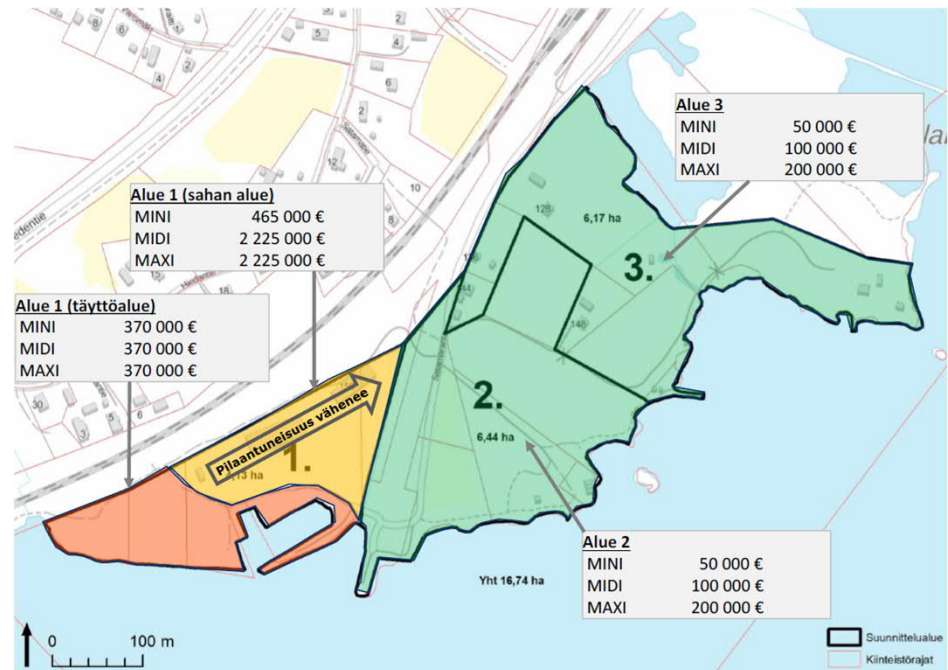 Alue 3
MINI 50 000 €
MIDI 100 000 €
MAXI 200 000 €
Alue 1 (sahan alue)
MINI 465 000 €
MIDI 2 225 000 €
MAXI 2 225 000 €
Alue 1 (täyttöalue)
MINI 370 000 €
MIDI 370 000 €
MAXI 370 000 €
6,17 ha
3.
2.
6,44 ha
Pilaantuneisuus vähenee
1.
Alue 2
MINI 50 000 €
MIDI 100 000 €
MAXI 200 000 €
Yht 16,74 ha
0 100 m
Suunnittelualue
Kiinteistörajat